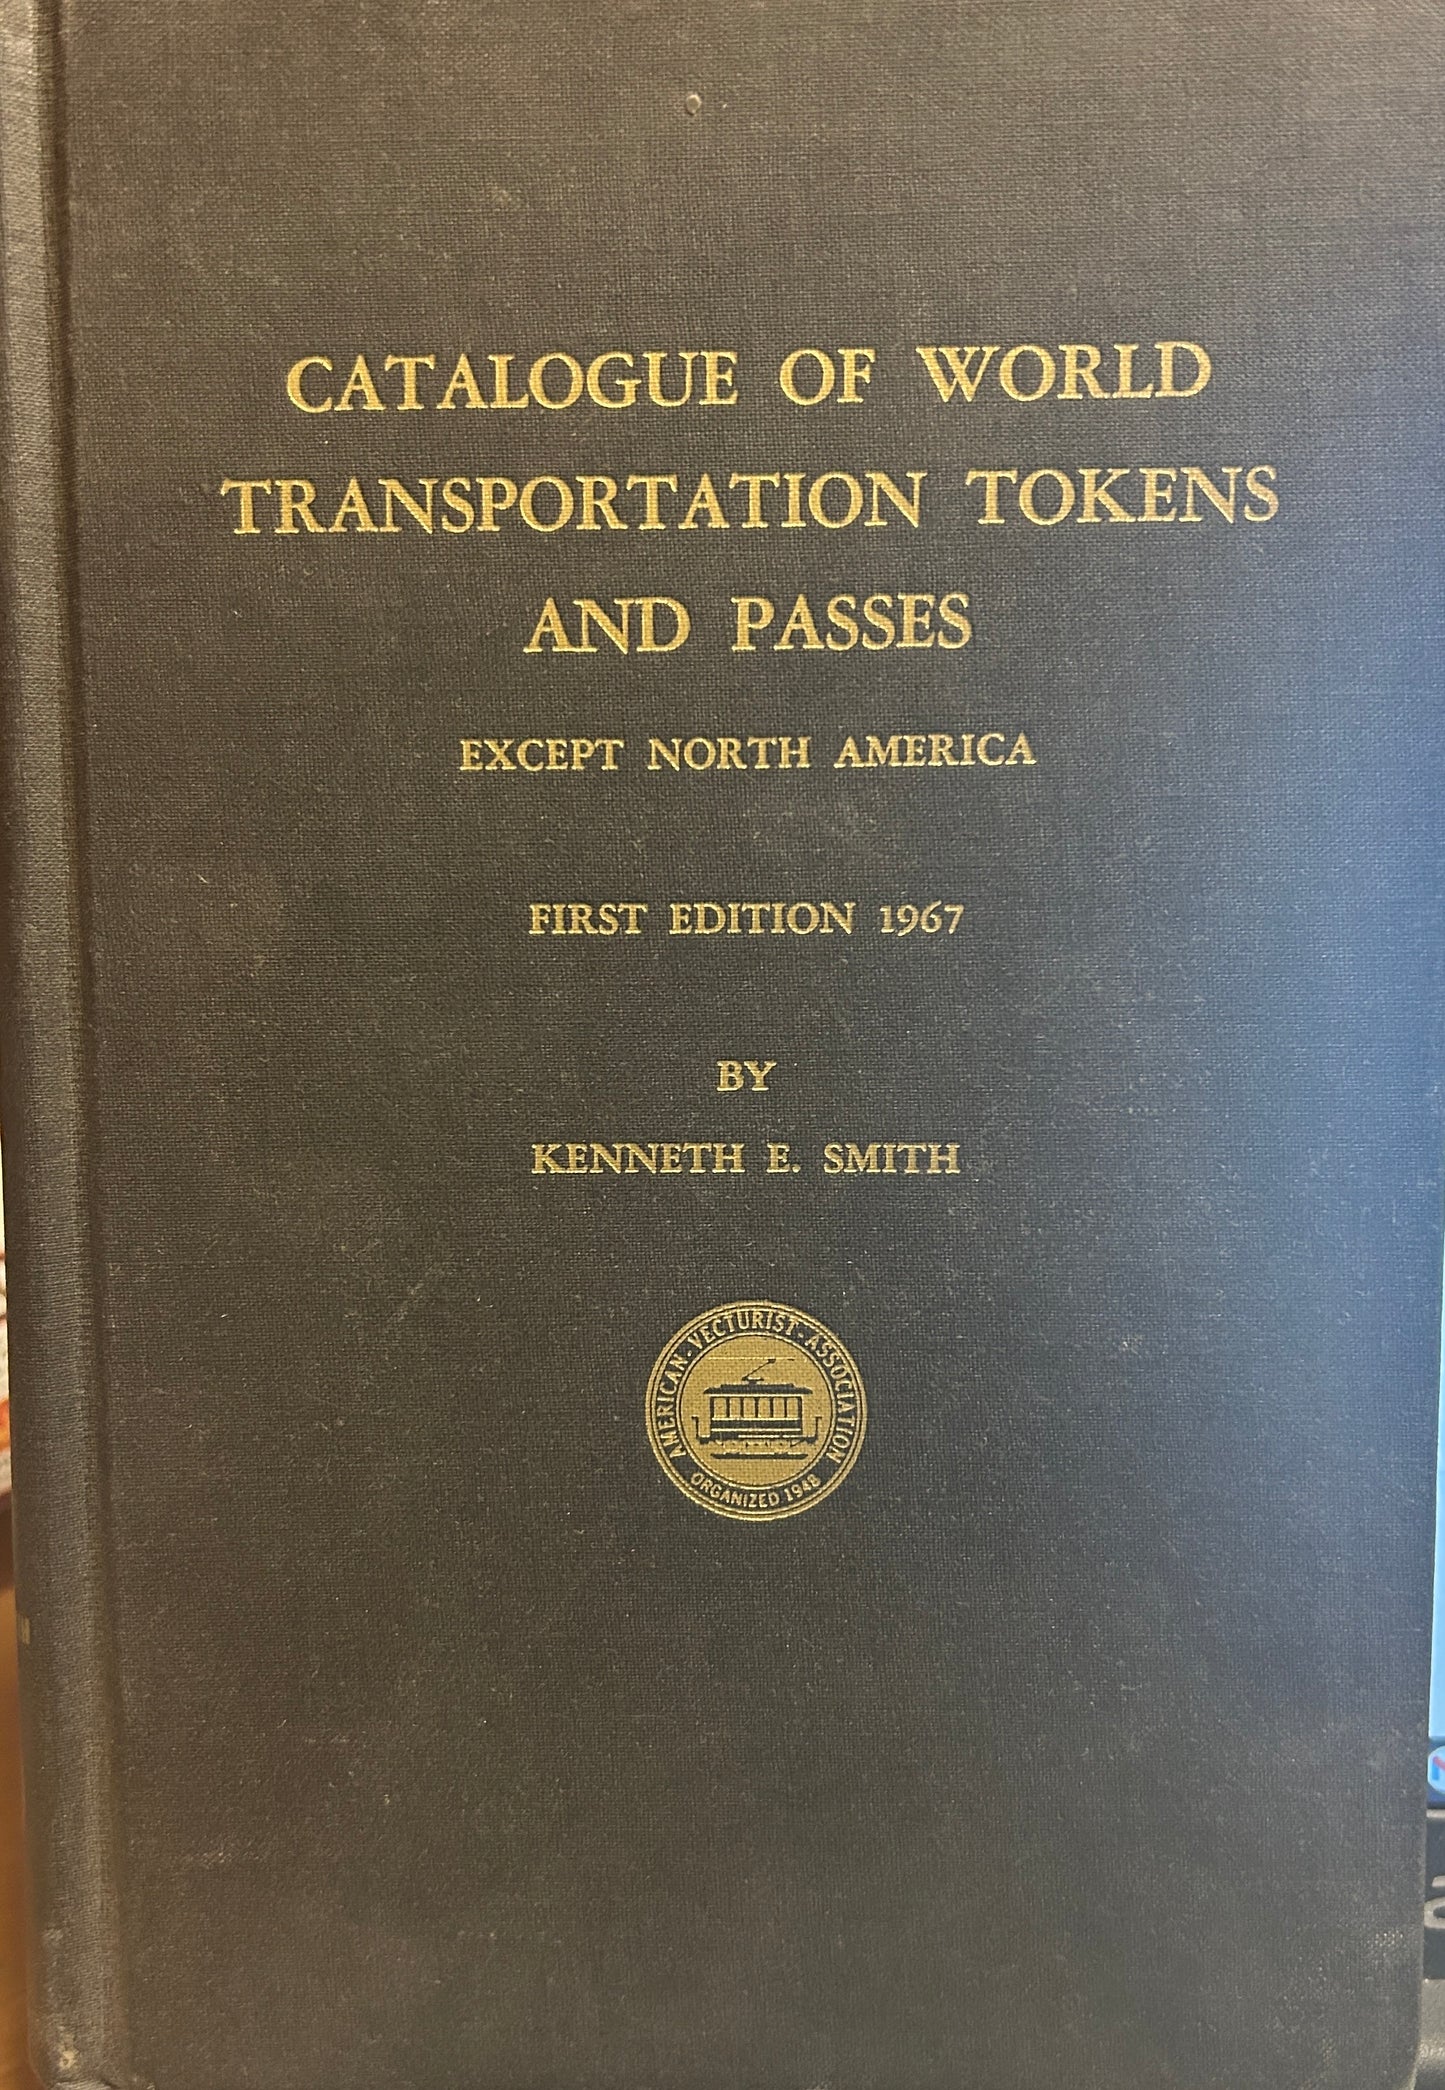 CATALOGUE OF WORLD
TRANSPORTATION TOKENS
AND PASSES
EXCEPT NORTH AMERICA
FIRST EDITION 1967
BY
KENNETH E. SMITH
AMERICAN · VECTURIST · ASSOCIATION
ORGANIZED 1948